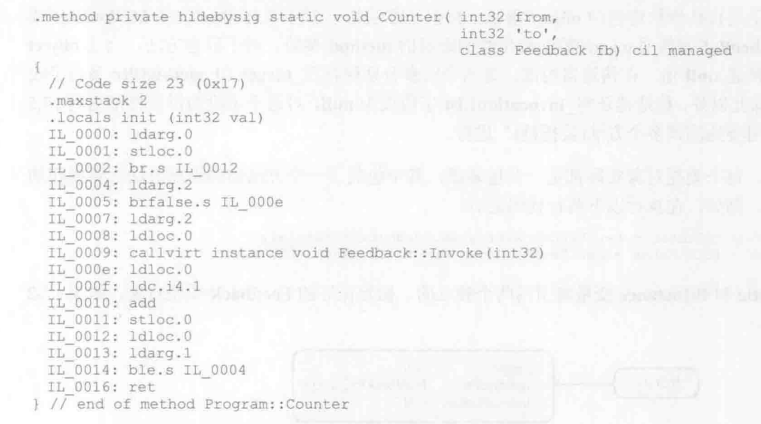 .method private hidebysig static void Counter( int32 from,
int32 'to',
class Feedback fb) cil managed
{
// Code size 23 (0x17)
.maxstack 2
.locals init (int32 val)
IL_0000: ldarg.0
IL_0001: stloc.0
IL_0002: br.s IL_0012
IL_0004: ldarg.2
IL_0005: brfalse.s IL_000e
IL_0007: ldarg.2
IL_0008: ldloc.0
IL_0009: callvirt instance void Feedback::Invoke(int32)
IL_000e: ldloc.0
IL_000f: ldc.i4.1
IL_0010: add
IL_0011: stloc.0
IL_0012: ldloc.0
IL_0013: ldarg.1
IL_0014: ble.s IL_0004
IL_0016: ret
} // end of method Program::Counter